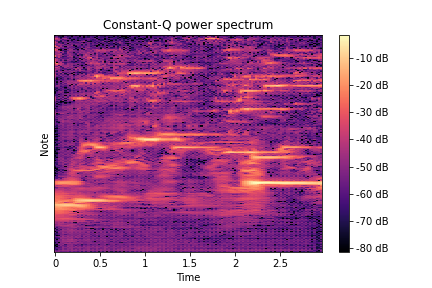 Constant-Q power spectrum
Note
-10 dB
-20 dB
-30 dB
-40 dB
-50 dB
-60 dB
-70 dB
-80 dB
0 0.5 1 1.5 2 2.5
Time